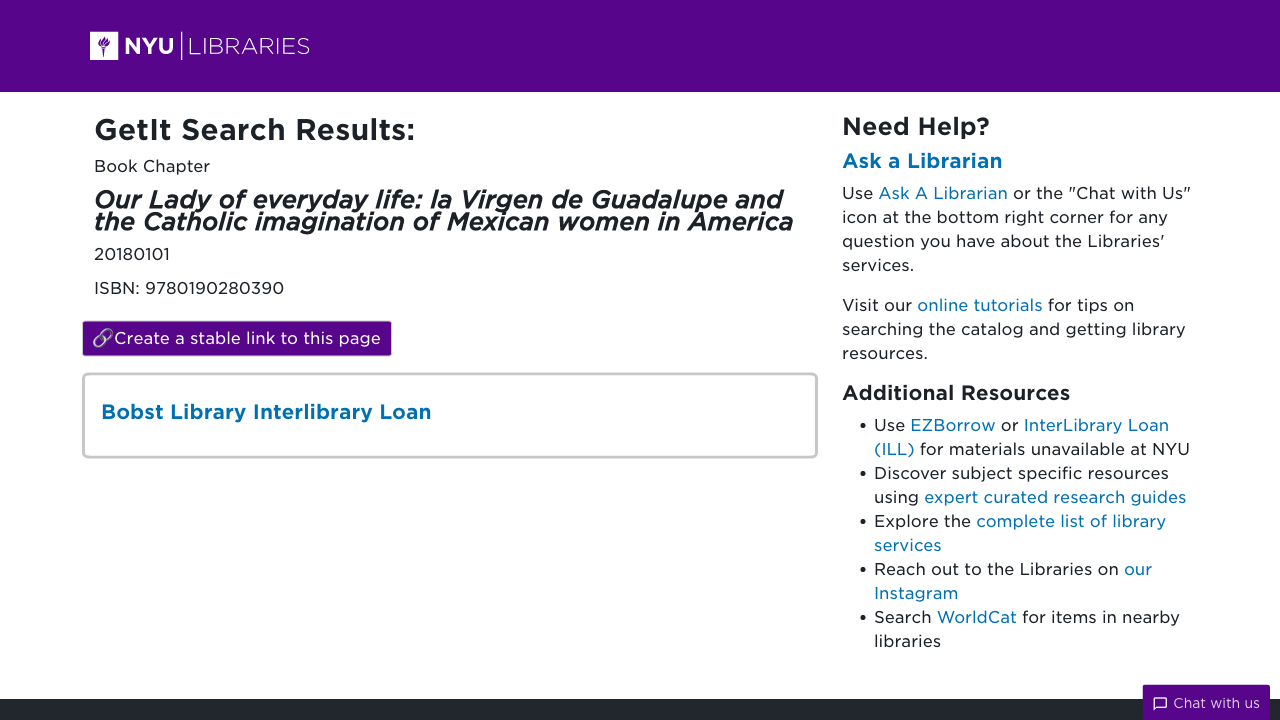 NYU LIBRARIES
GetIt Search Results:
Book Chapter
Our Lady of everyday life: la Virgen de Guadalupe and
the Catholic imagination of Mexican women in America
20180101
ISBN: 9780190280390
Create a stable link to this page
Bobst Library Interlibrary Loan
Need Help?
Ask a Librarian
Use Ask A Librarian or the "Chat with Us"
icon at the bottom right corner for any
question you have about the Libraries'
services.
Visit our online tutorials for tips on
searching the catalog and getting library
resources.
Additional Resources
• Use EZBorrow or InterLibrary Loan
(ILL) for materials unavailable at NYU
• Discover subject specific resources
using expert curated research guides
• Explore the complete list of library
services
• Reach out to the Libraries on our
Instagram
• Search WorldCat for items in nearby
libraries
Chat with us